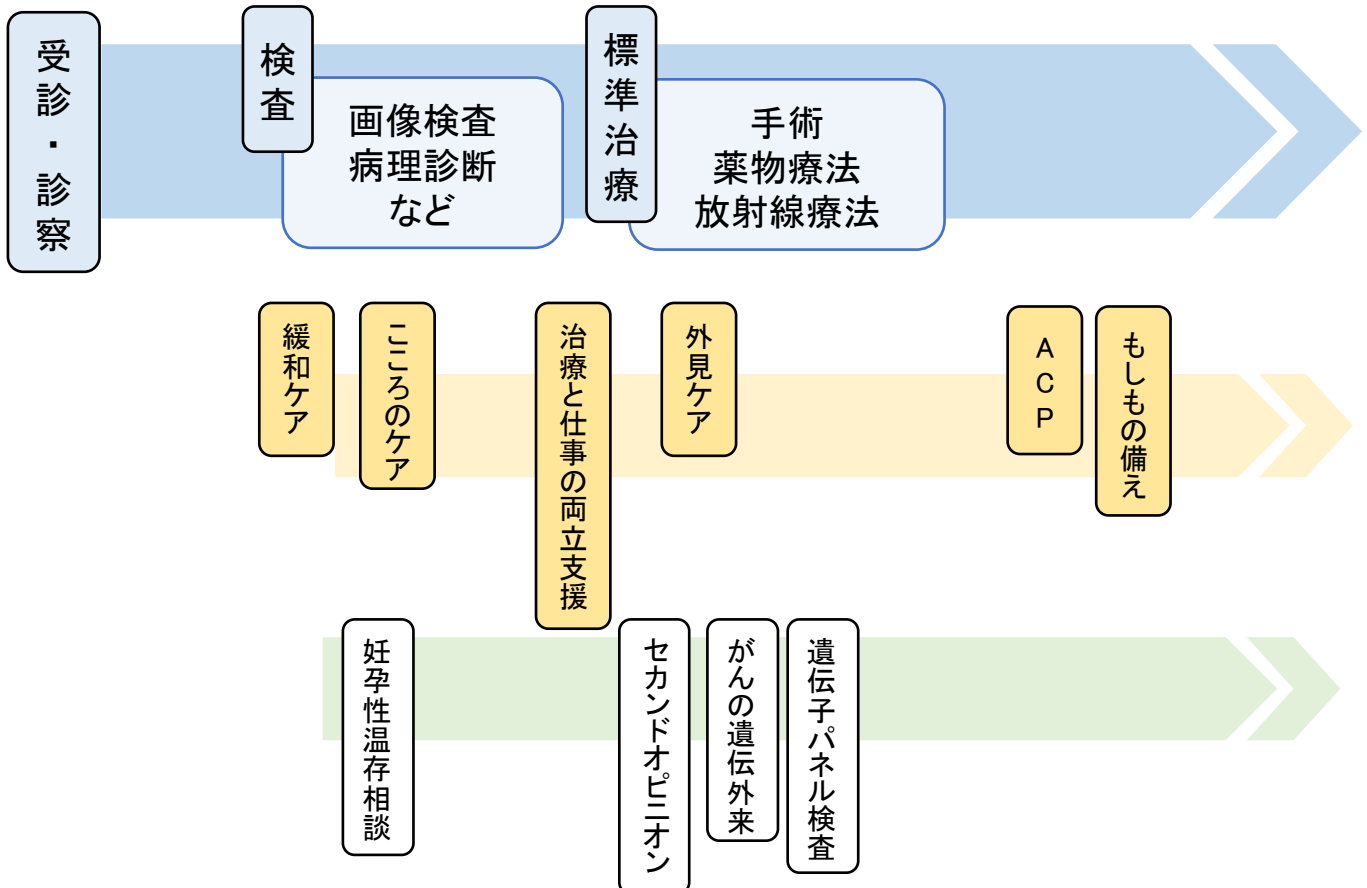 受診・診察
検査
画像検査
病理診断
など
標準治療
手術
薬物療法
放射線療法
緩和ケア
こころのケア
治療と仕事の両立支援
外見ケア
ACP
もしもの備え
妊孕性温存相談
セカンドオピニオン
がんの遺伝外来
遺伝子パネル検査